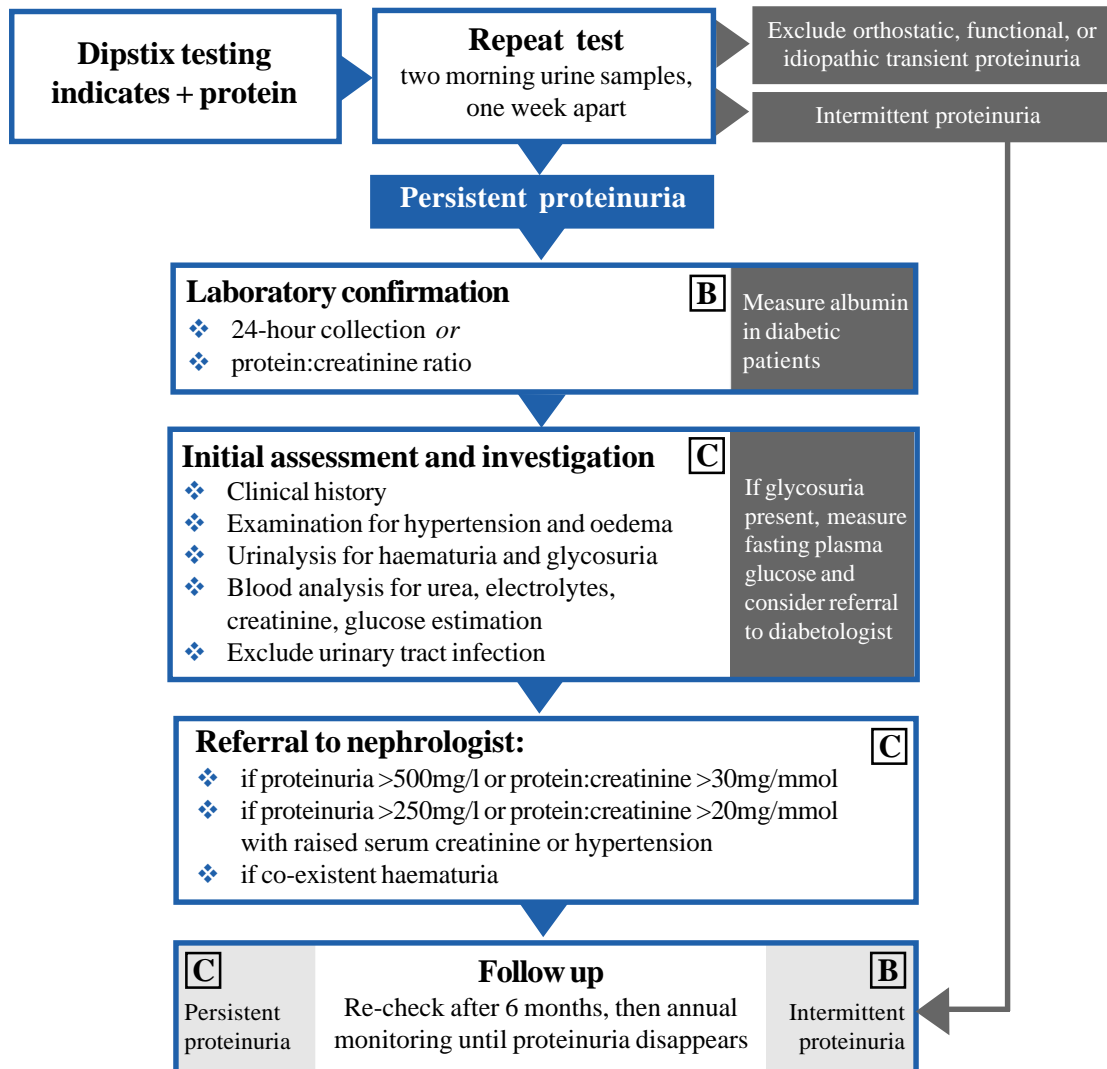 Dipstix testing
indicates + protein
Repeat test
two morning urine samples,
one week apart
Exclude orthostatic, functional, or
idiopathic transient proteinuria
Intermittent proteinuria
Persistent proteinuria
Laboratory confirmation
B
❖ 24-hour collection or
❖ protein:creatinine ratio
Measure albumin
in diabetic
patients
Initial assessment and investigation
C
❖ Clinical history
❖ Examination for hypertension and oedema
❖ Urinalysis for haematuria and glycosuria
❖ Blood analysis for urea, electrolytes,
creatinine, glucose estimation
❖ Exclude urinary tract infection
If glycosuria
present, measure
fasting plasma
glucose and
consider referral
to diabetologist
Referral to nephrologist:
C
❖ if proteinuria >500mg/l or protein:creatinine >30mg/mmol
❖ if proteinuria >250mg/l or protein:creatinine >20mg/mmol
with raised serum creatinine or hypertension
❖ if co-existent haematuria
C
Persistent
proteinuria
Follow up
Re-check after 6 months, then annual
monitoring until proteinuria disappears
B
Intermittent
proteinuria